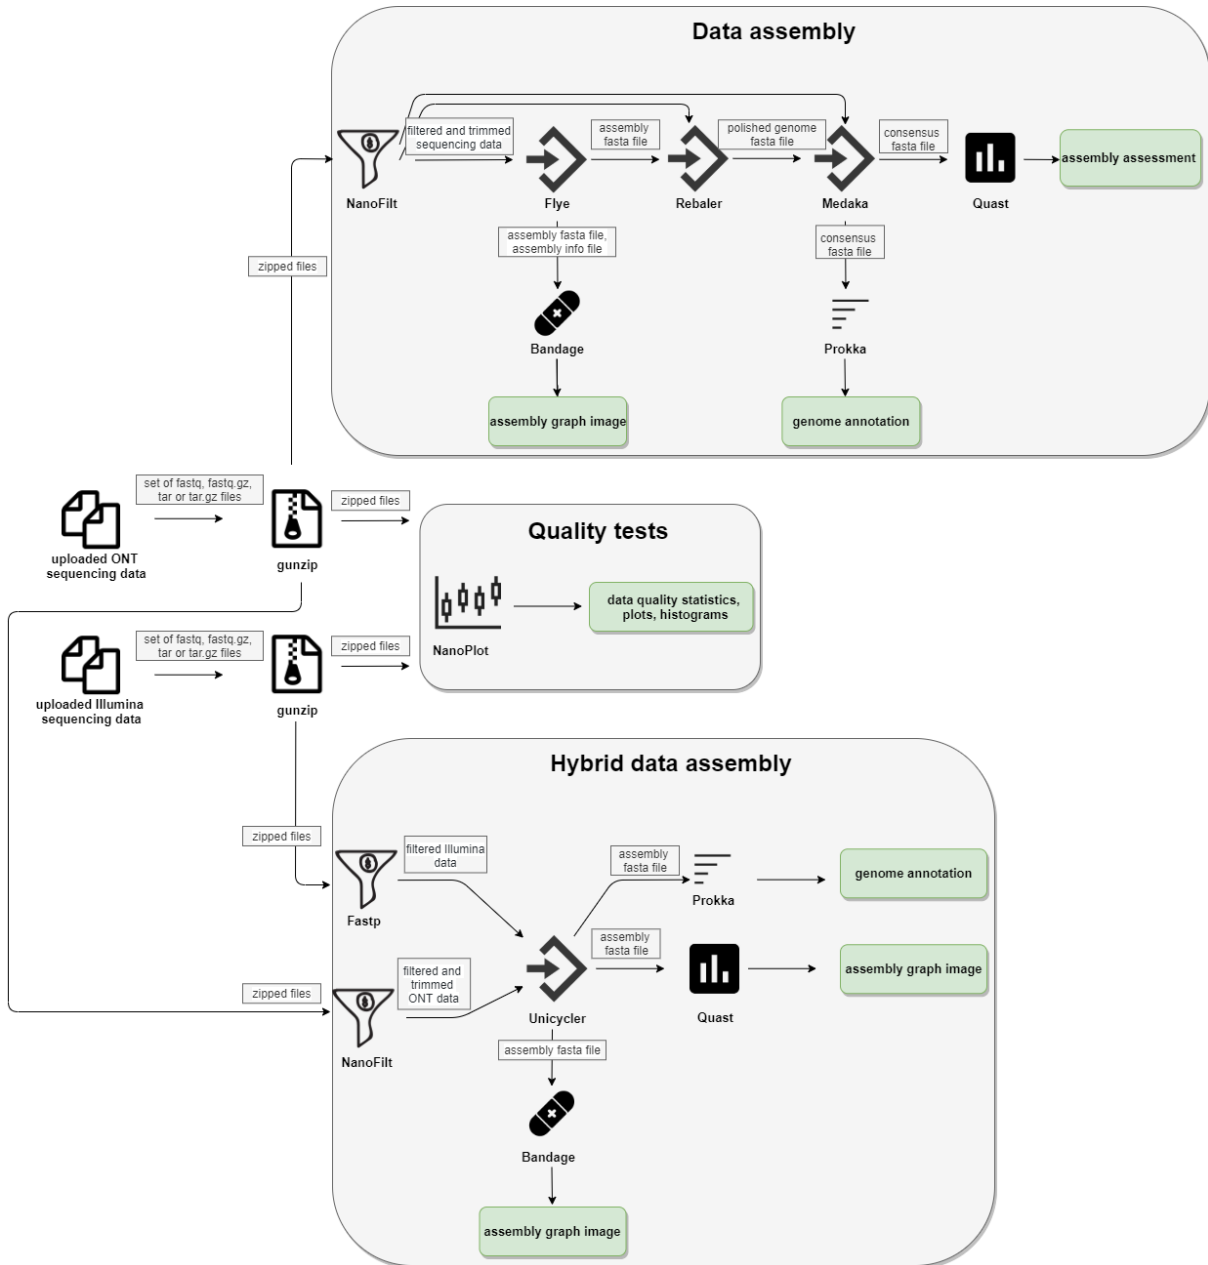 Data assembly
filtered and trimmed
sequencing data
assembly
fasta file
polished genome
fasta file
consensus
fasta file
assembly assessment
NanoFilt
Flye
Rebaler
Medaka
Quast
assembly fasta file,
assembly info file
consensus
fasta file
zipped files
Bandage
Prokka
assembly graph image
genome annotation
set of fastq, fastq.gz,
tar or tar.gz files
zipped files
uploaded ONT
sequencing data
gunzip
Quality tests
data quality statistics,
plots, histograms
NanoPlot
set of fastq, fastq.gz,
tar or tar.gz files
zipped files
uploaded Illumina
sequencing data
gunzip
Hybrid data assembly
zipped files
filtered Illumina
data
assembly
fasta file
genome annotation
Fastp
Prokka
assembly
fasta file
filtered and
trimmed
ONT data
assembly graph image
zipped files
Unicycler
Quast
NanoFilt
assembly fasta file
Bandage
assembly graph image